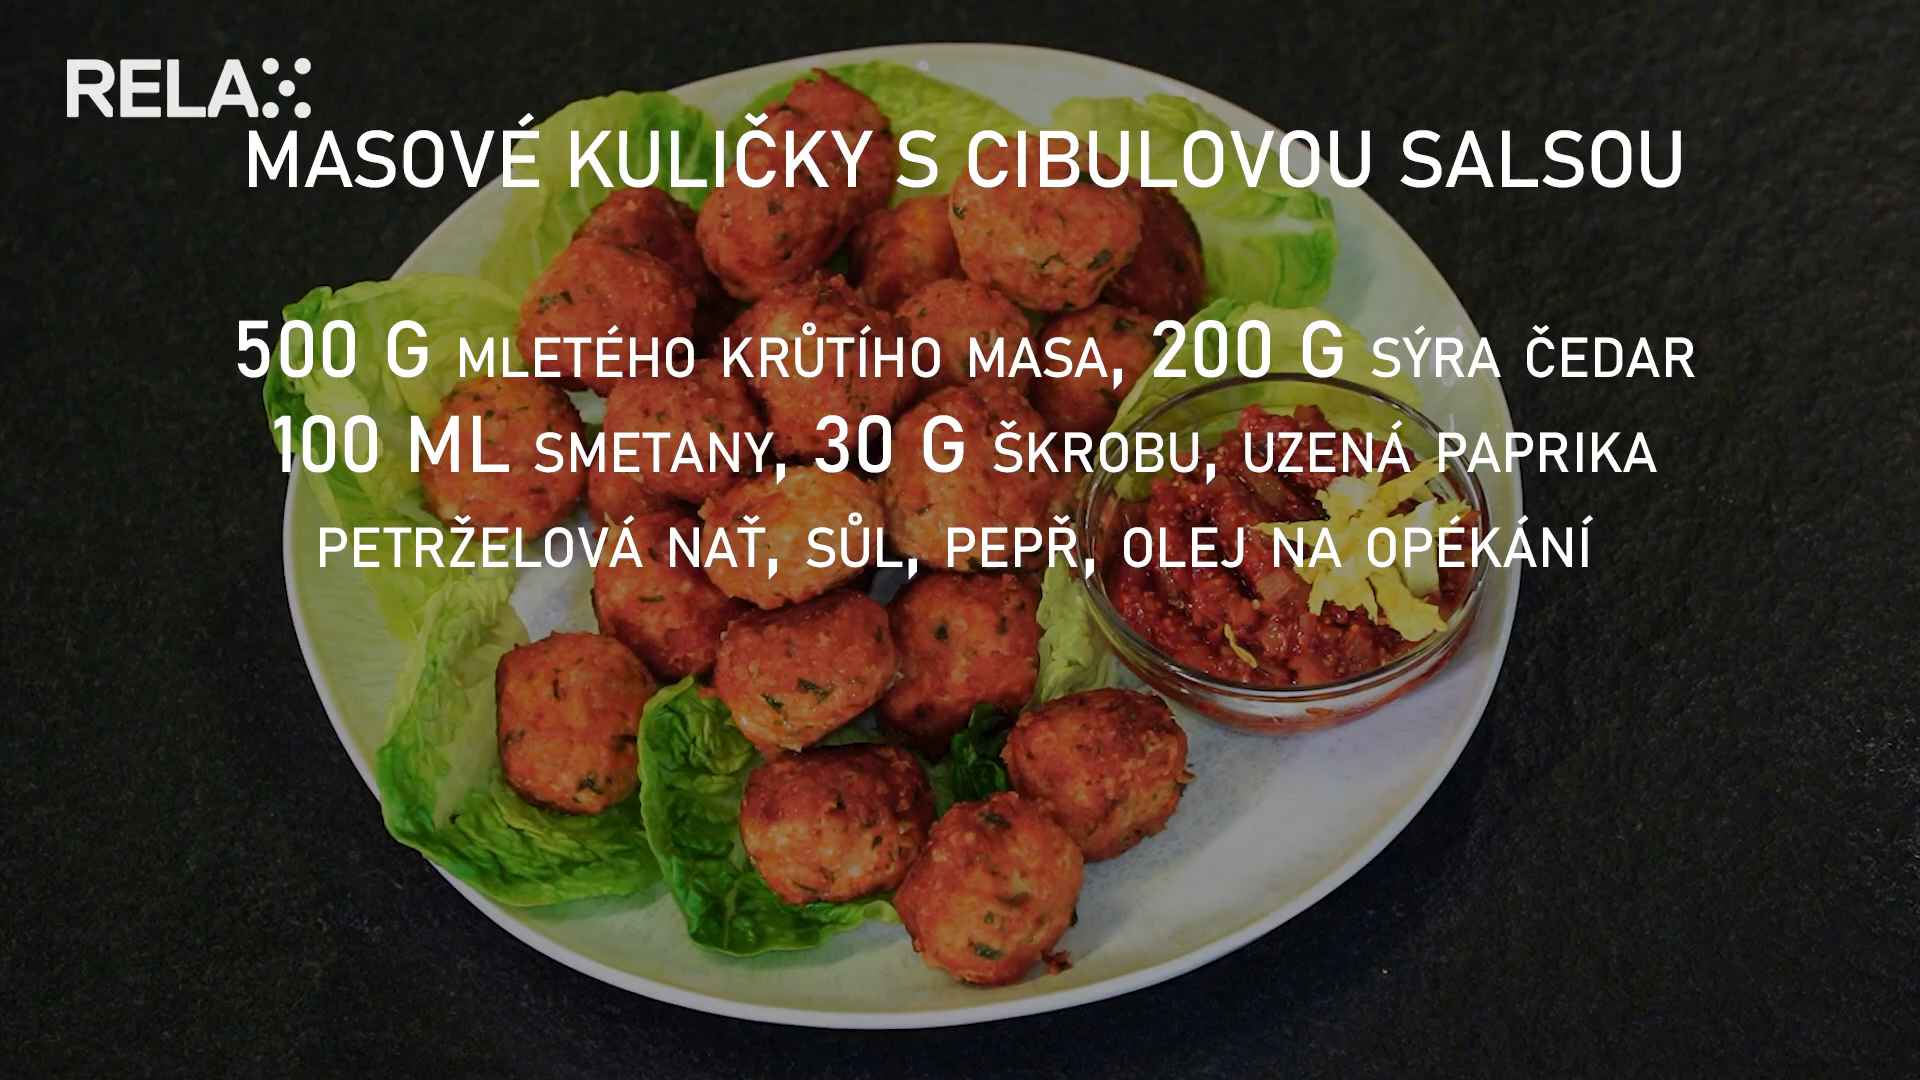 RELAX
MASOVÉ KULIČKY S CIBULOVOU SALSOU
500 G MLETÉHO KRŮTÍHO MASA, 200 G SÝRA ČEDAR
100 ML SMETANY, 30 G ŠKROBU, UZENÁ PAPRIKA
PETRŽELOVÁ NAŤ, SŮL, PEPŘ, OLEJ NA OPÉKÁNÍ